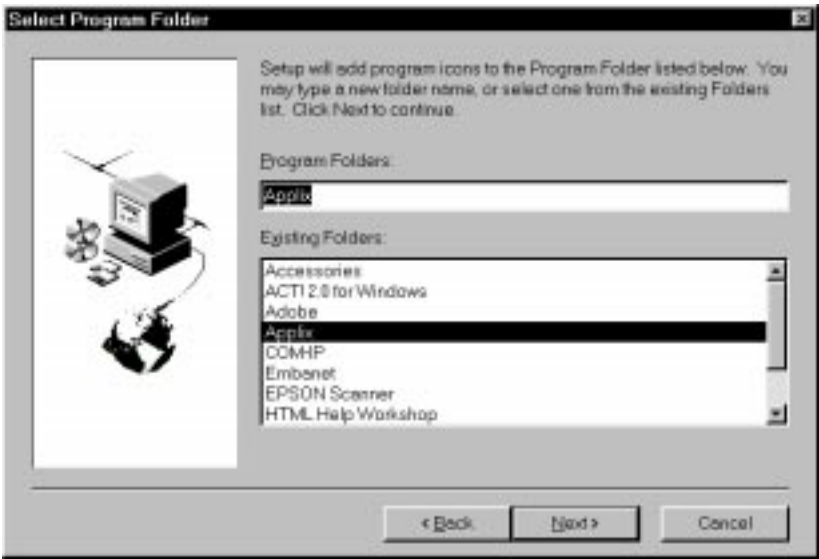 Select Program Folder
Setup will add program icons to the Program Folder listed below. You
may type a new folder name, or select one from the existing Folders
list. Click Next to continue.
Program Folders:
Applix
Existing Folders:
Accessories
ACT! 2.0 for Windows
Adobe
Applix
COMHP
Embanet
EPSON Scanner
HTML Help Workshop
< Back
Next >
Cancel